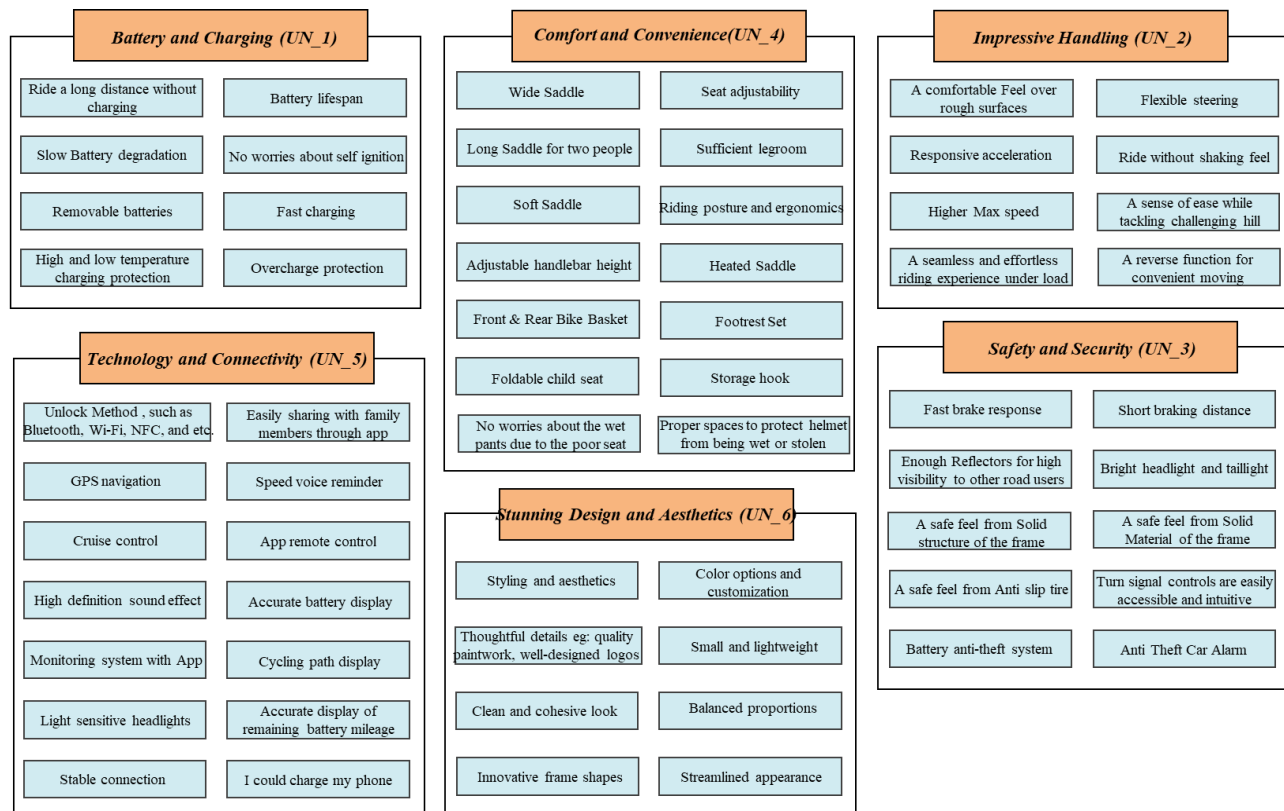 Battery and Charging (UN_1)
Ride a long distance without
charging
Battery lifespan
Slow Battery degradation
No worries about self ignition
Removable batteries
Fast charging
High and low temperature
charging protection
Overcharge protection
Comfort and Convenience(UN_4)
Wide Saddle
Seat adjustability
Long Saddle for two people
Sufficient legroom
Soft Saddle
Riding posture and ergonomics
Adjustable handlebar height
Heated Saddle
Front & Rear Bike Basket
Footrest Set
Foldable child seat
Storage hook
No worries about the wet
pants due to the poor seat
Proper spaces to protect helmet
from being wet or stolen
Impressive Handling (UN_2)
A comfortable Feel over
rough surfaces
Flexible steering
Responsive acceleration
Ride without shaking feel
Higher Max speed
A sense of ease while
tackling challenging hill
A seamless and effortless
riding experience under load
A reverse function for
convenient moving
Technology and Connectivity (UN_5)
Unlock Method , such as
Bluetooth, Wi-Fi, NFC, and etc.
Easily sharing with family
members through app
GPS navigation
Speed voice reminder
Cruise control
App remote control
High definition sound effect
Accurate battery display
Monitoring system with App
Cycling path display
Light sensitive headlights
Accurate display of
remaining battery mileage
Stable connection
I could charge my phone
Stunning Design and Aesthetics (UN_6)
Styling and aesthetics
Color options and
customization
Thoughtful details eg: quality
paintwork, well-designed logos
Small and lightweight
Clean and cohesive look
Balanced proportions
Innovative frame shapes
Streamlined appearance
Safety and Security (UN_3)
Fast brake response
Short braking distance
Enough Reflectors for high
visibility to other road users
Bright headlight and taillight
A safe feel from Solid
structure of the frame
A safe feel from Solid
Material of the frame
A safe feel from Anti slip tire
Turn signal controls are easily
accessible and intuitive
Battery anti-theft system
Anti Theft Car Alarm